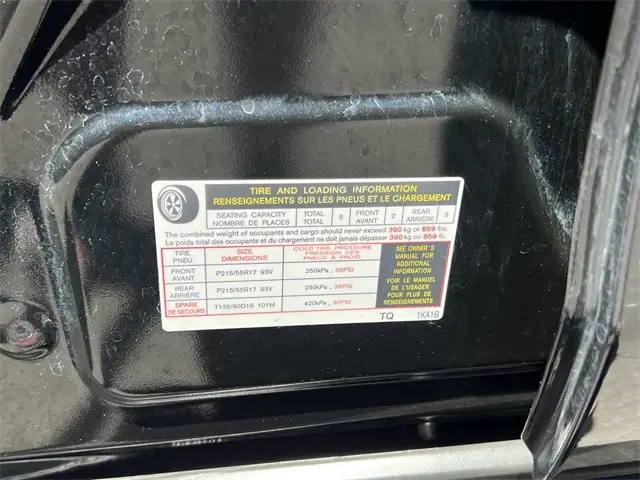 TIRE AND LOADING INFORMATION
RENSEIGNEMENTS SUR LES PNEUS ET LE CHARGEMENT
SEATING CAPACITY TOTAL 5 FRONT 2 REAR 3
NOMBRE DE PLACES TOTAL AVANT ARRIÈRE
The combined weight of occupants and cargo should never exceed 390 kg or 859 lbs.
Le poids total des occupants et du chargement ne doit jamais dépasser 390 kg ou 859 lb.
TIRE SIZE COLD TIRE PRESSURE
PNEU DIMENSIONS PRESSION DES PNEUS À FROID
FRONT AVANT P215/55R17 93V 250kPa , 36PSI
REAR ARRIÈRE P215/55R17 93V 250kPa , 36PSI
SPARE DE SECOURS T135/80D16 101M 420kPa , 60PSI
SEE OWNER'S
MANUAL FOR
ADDITIONAL
INFORMATION
VOIR LE MANUEL
DE L'USAGER
POUR PLUS DE
RENSEIGNEMENTS
TQ 1KA1B